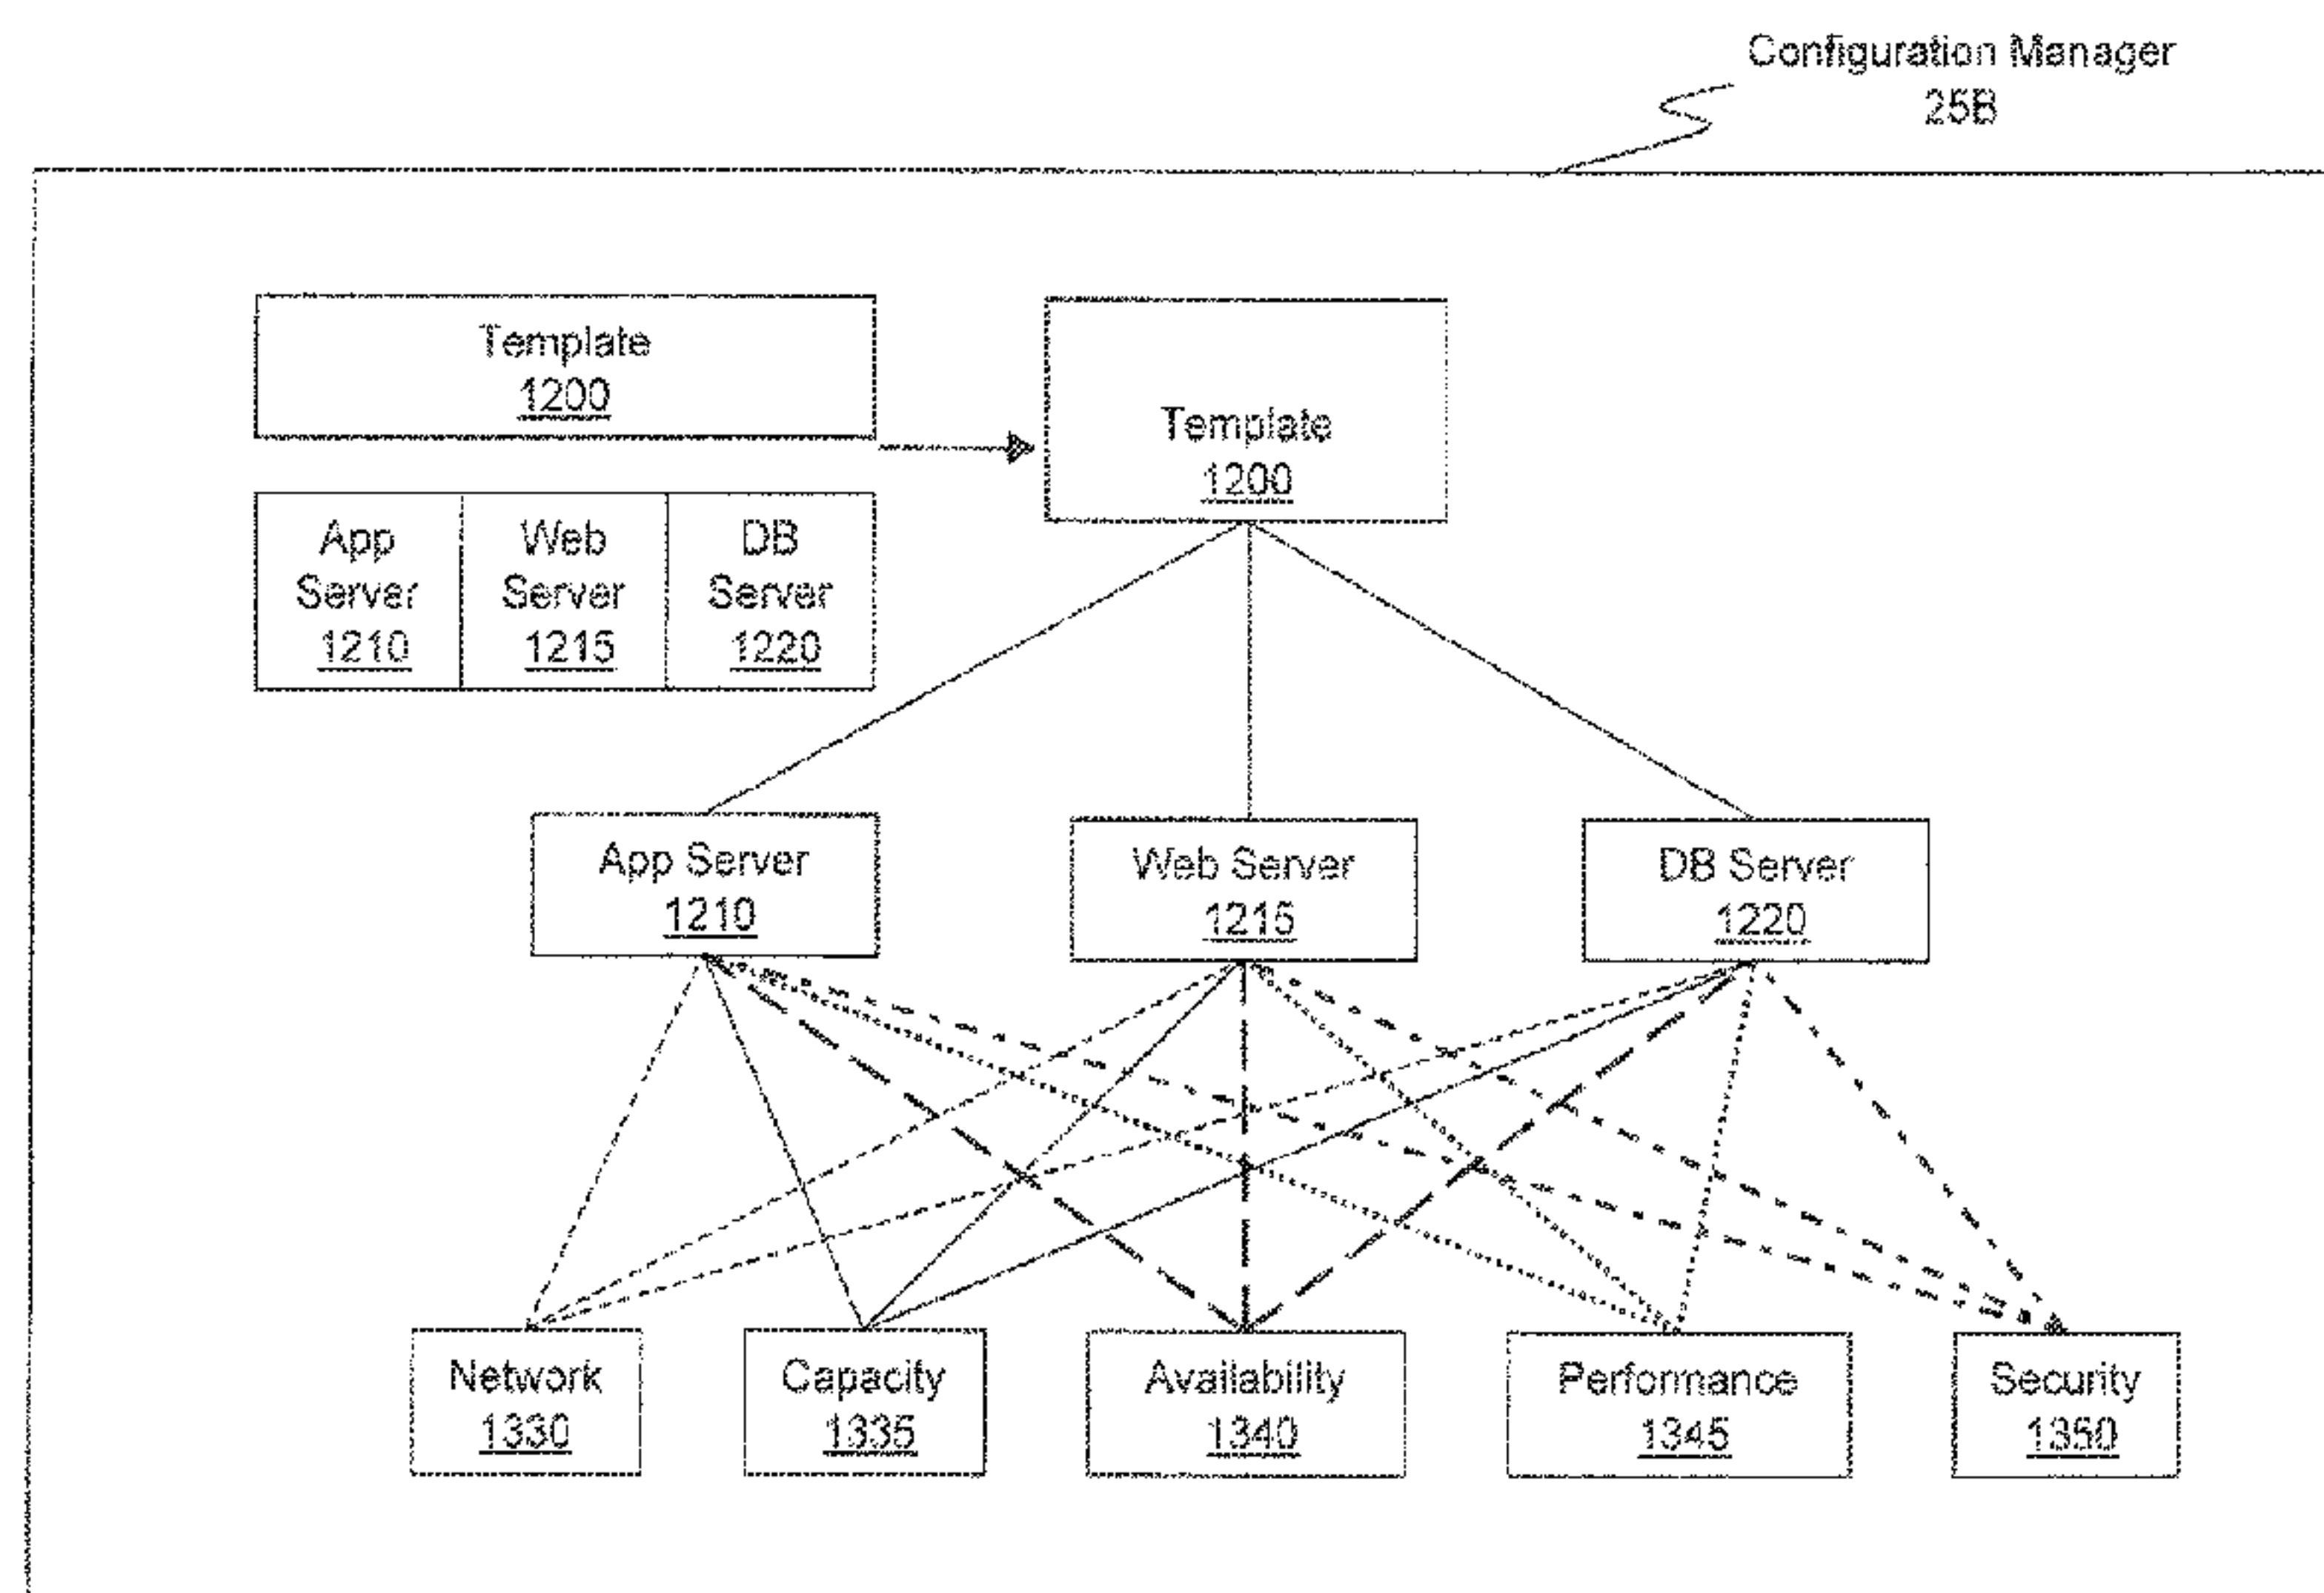 Configuration Manager
25B
Template
1200
Template
1200
App
Server
1210
Web
Server
1215
DB
Server
1220
App Server
1210
Web Server
1215
DB Server
1220
Network
1330
Capacity
1335
Availability
1340
Performance
1345
Security
1350